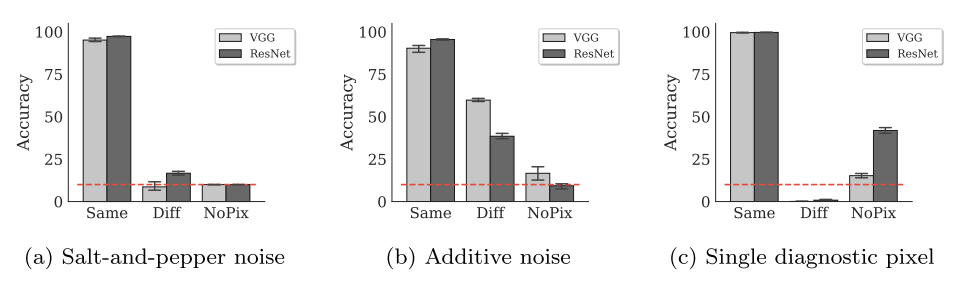 100
75
50
25
0
Accuracy
VGG
ResNet
Same Diff NoPix
(a) Salt-and-pepper noise
100
75
50
25
0
Accuracy
VGG
ResNet
Same Diff NoPix
(b) Additive noise
100
75
50
25
0
Accuracy
VGG
ResNet
Same Diff NoPix
(c) Single diagnostic pixel